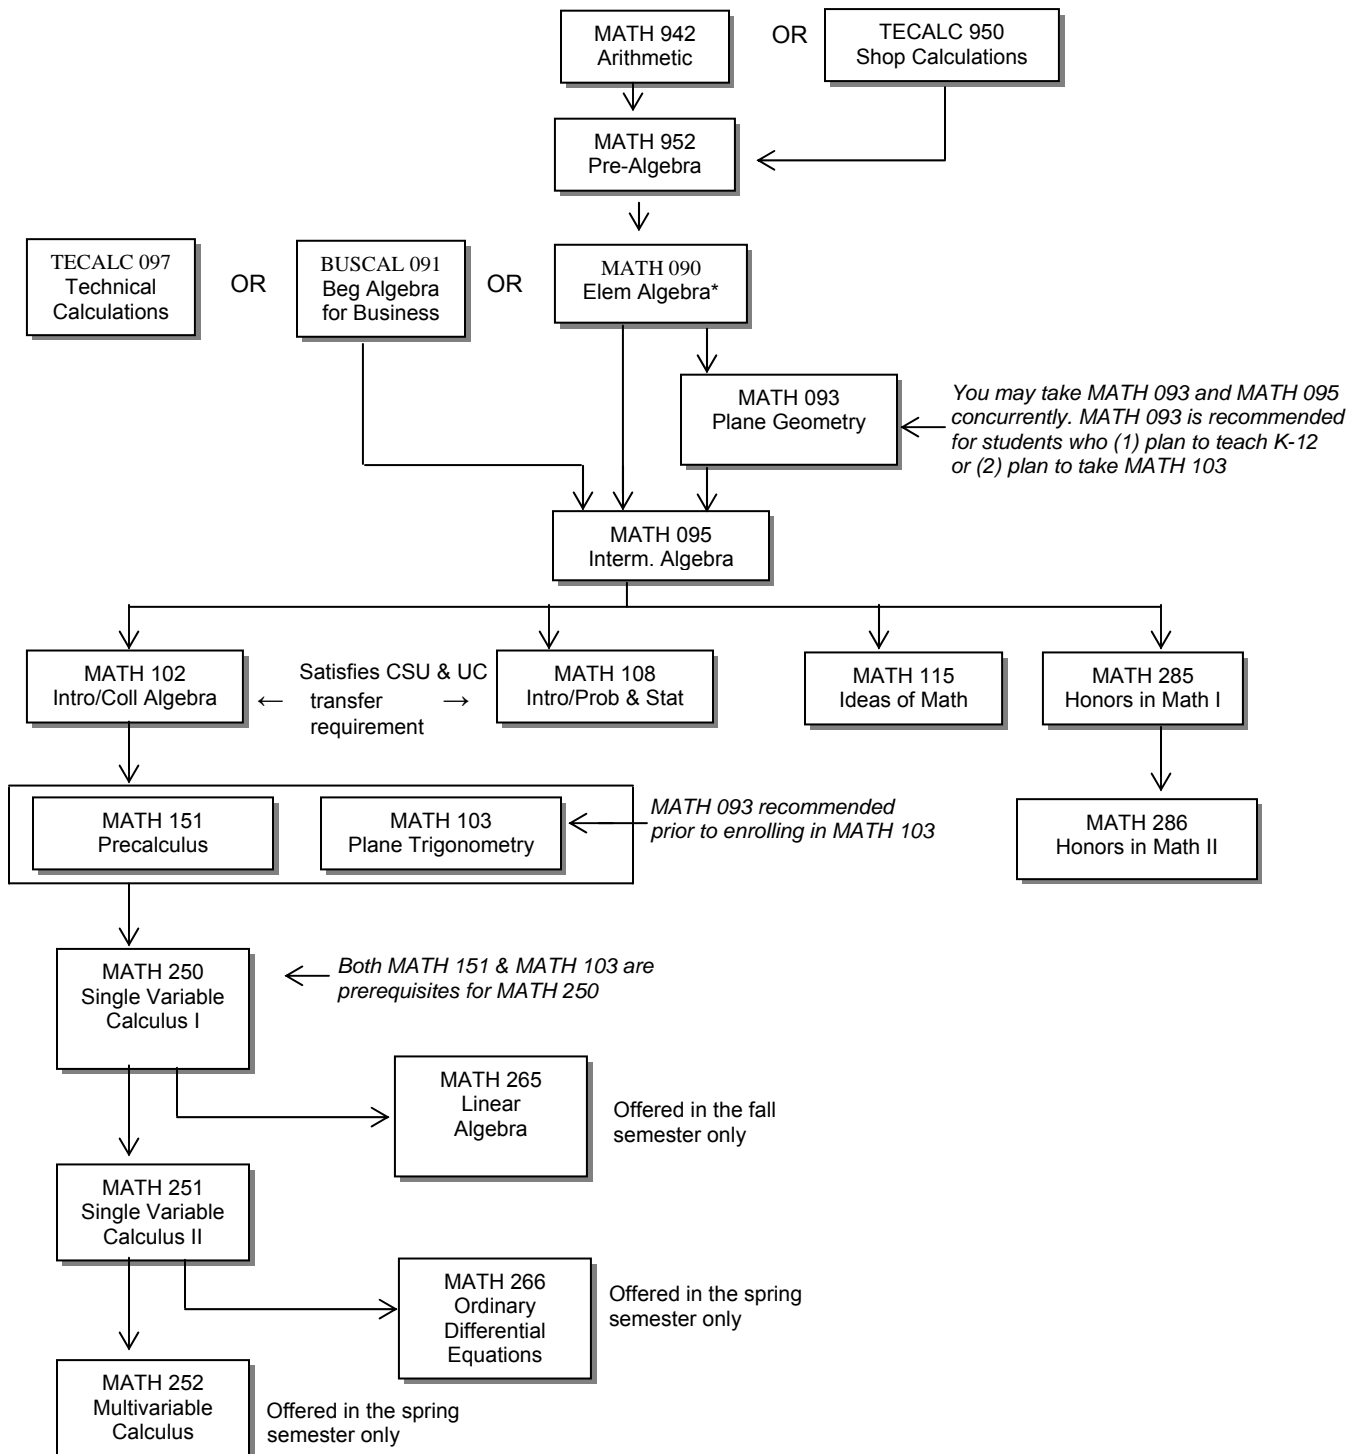 MATH 942
Arithmetic
OR
TECALC 950
Shop Calculations
MATH 952
Pre-Algebra
TECALC 097
Technical
Calculations
OR
BUSCAL 091
Beg Algebra
for Business
OR
MATH 090
Elem Algebra*
MATH 093
Plane Geometry
You may take MATH 093 and MATH 095
concurrently. MATH 093 is recommended
for students who (1) plan to teach K-12
or (2) plan to take MATH 103
MATH 095
Interm. Algebra
MATH 102
Intro/Coll Algebra
Satisfies CSU & UC
← transfer →
requirement
MATH 108
Intro/Prob & Stat
MATH 115
Ideas of Math
MATH 285
Honors in Math I
MATH 151
Precalculus
MATH 103
Plane Trigonometry
MATH 093 recommended
prior to enrolling in MATH 103
MATH 286
Honors in Math II
MATH 250
Single Variable
Calculus I
Both MATH 151 & MATH 103 are
prerequisites for MATH 250
MATH 265
Linear
Algebra
Offered in the fall
semester only
MATH 251
Single Variable
Calculus II
MATH 266
Ordinary
Differential
Equations
Offered in the spring
semester only
MATH 252
Multivariable
Calculus
Offered in the spring
semester only